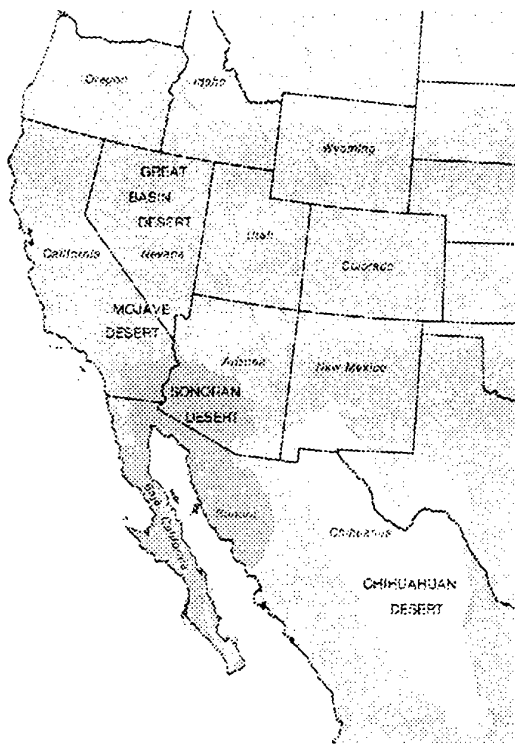 Oregon
Idaho
Wyoming
GREAT
BASIN
DESERT
Nevada
Utah
Colorado
California
MOJAVE
DESERT
Arizona
New Mexico
SONORAN
DESERT
Sonora
Baja California
Chihuahua
CHIHUAHUAN
DESERT